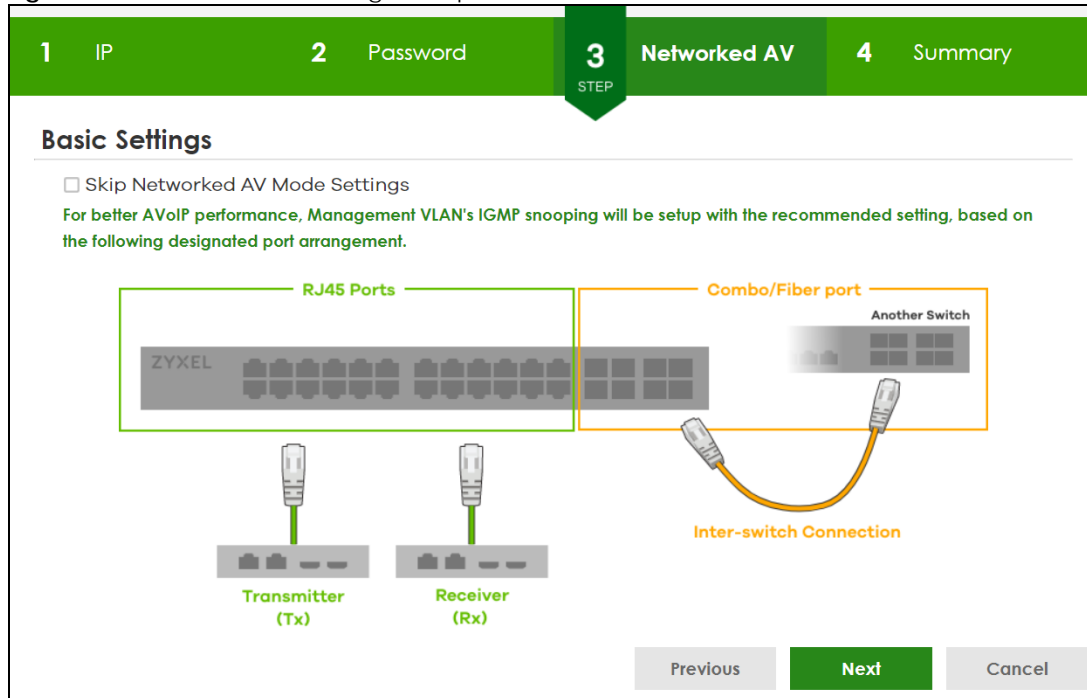 1 IP 2 Password 3 Networked AV 4 Summary
STEP
Basic Settings
Skip Networked AV Mode Settings
For better AVoIP performance, Management VLAN's IGMP snooping will be setup with the recommended setting, based on
the following designated port arrangement.
RJ45 Ports Combo/Fiber port
Another Switch
ZYXEL
Inter-switch Connection
Transmitter Receiver
(Tx) (Rx)
Previous Next Cancel